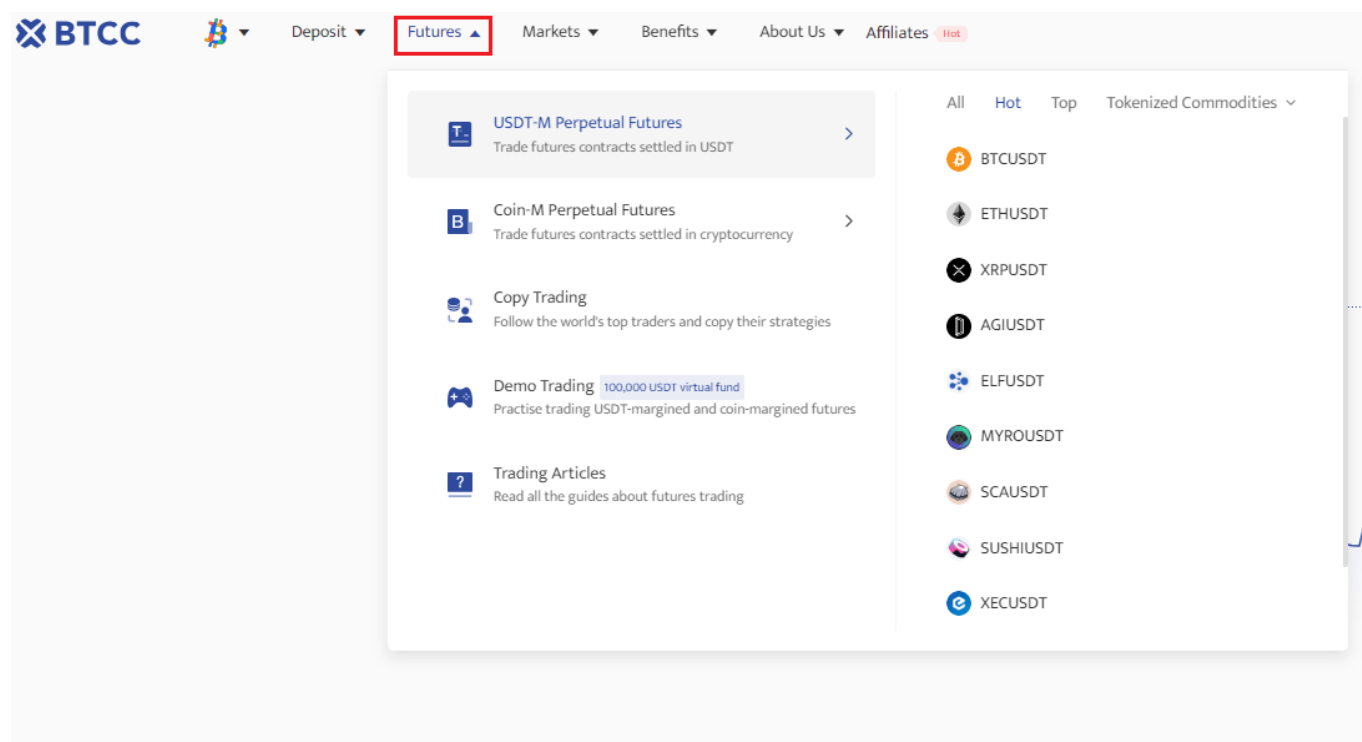 BTCC
Deposit
Futures
Markets
Benefits
About Us
Affiliates
Hot
USDT-M Perpetual Futures
Trade futures contracts settled in USDT
Coin-M Perpetual Futures
Trade futures contracts settled in cryptocurrency
Copy Trading
Follow the world's top traders and copy their strategies
Demo Trading 100,000 USDT virtual fund
Practise trading USDT-margined and coin-margined futures
Trading Articles
Read all the guides about futures trading
All Hot Top Tokenized Commodities
BTCUSDT
ETHUSDT
XRPUSDT
AGIUSDT
ELFUSDT
MYROUSDT
SCAUSDT
SUSHIUSDT
XECUSDT